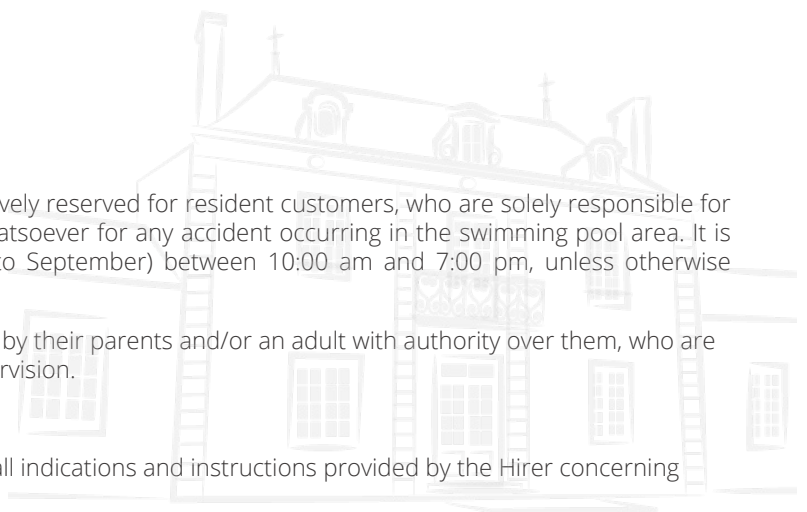 vely reserved for resident customers, who are solely responsible for
atsoever for any accident occurring in the swimming pool area. It is
to September) between 10:00 am and 7:00 pm, unless otherwise
by their parents and/or an adult with authority over them, who are
rvision.
all indications and instructions provided by the Hirer concerning